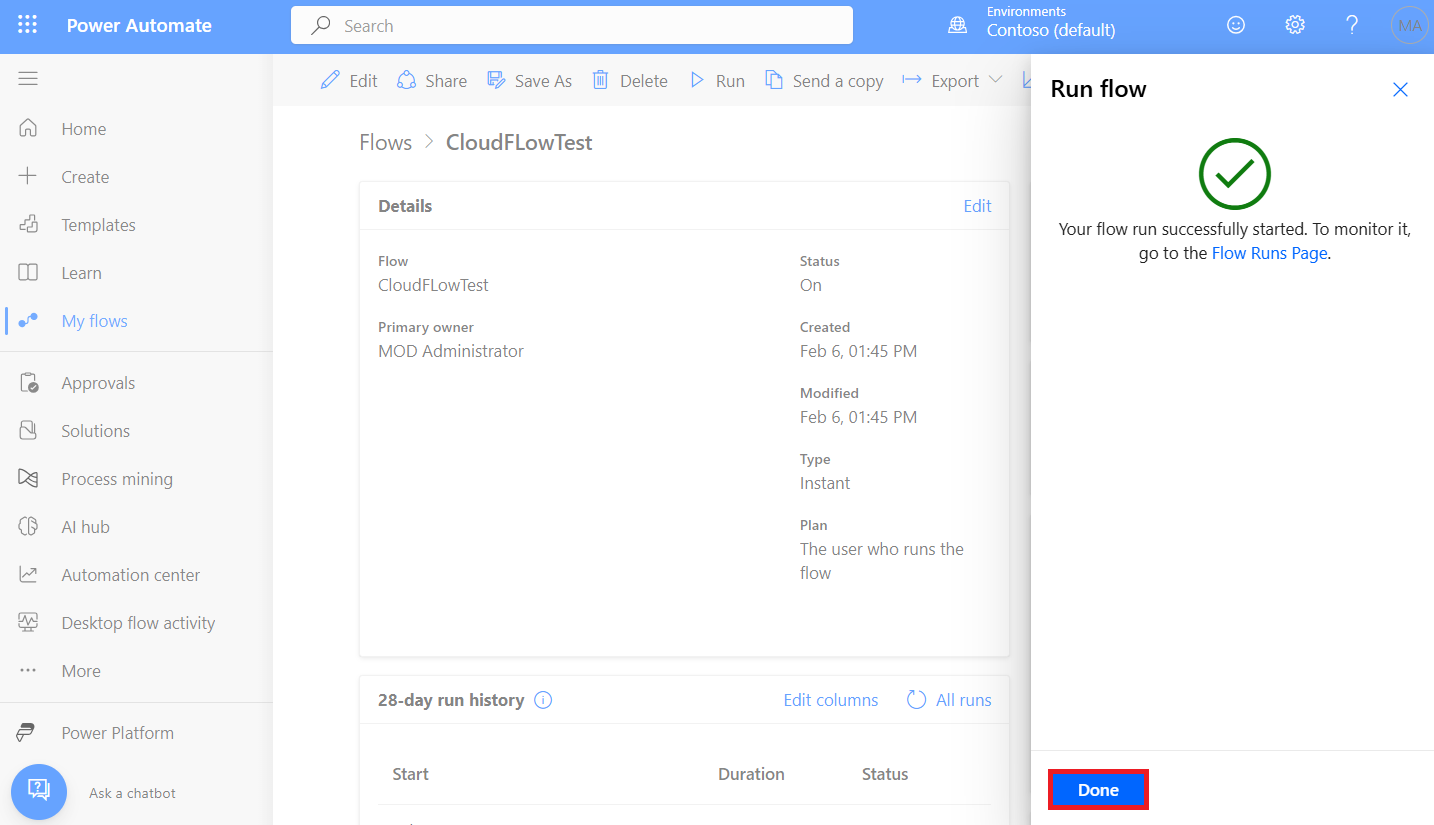 Power Automate
Search
Environments
Contoso (default)
MA
Edit
Share
Save As
Delete
Run
Send a copy
Export
Home
Create
Templates
Learn
My flows
Approvals
Solutions
Process mining
AI hub
Automation center
Desktop flow activity
More
Power Platform
Ask a chatbot
Flows > CloudFLowTest
Details
Edit
Flow
CloudFLowTest
Primary owner
MOD Administrator
Status
On
Created
Feb 6, 01:45 PM
Modified
Feb 6, 01:45 PM
Type
Instant
Plan
The user who runs the
flow
28-day run history
Edit columns
All runs
Start
Duration
Status
Run flow
Your flow run successfully started. To monitor it,
go to the Flow Runs Page.
Done